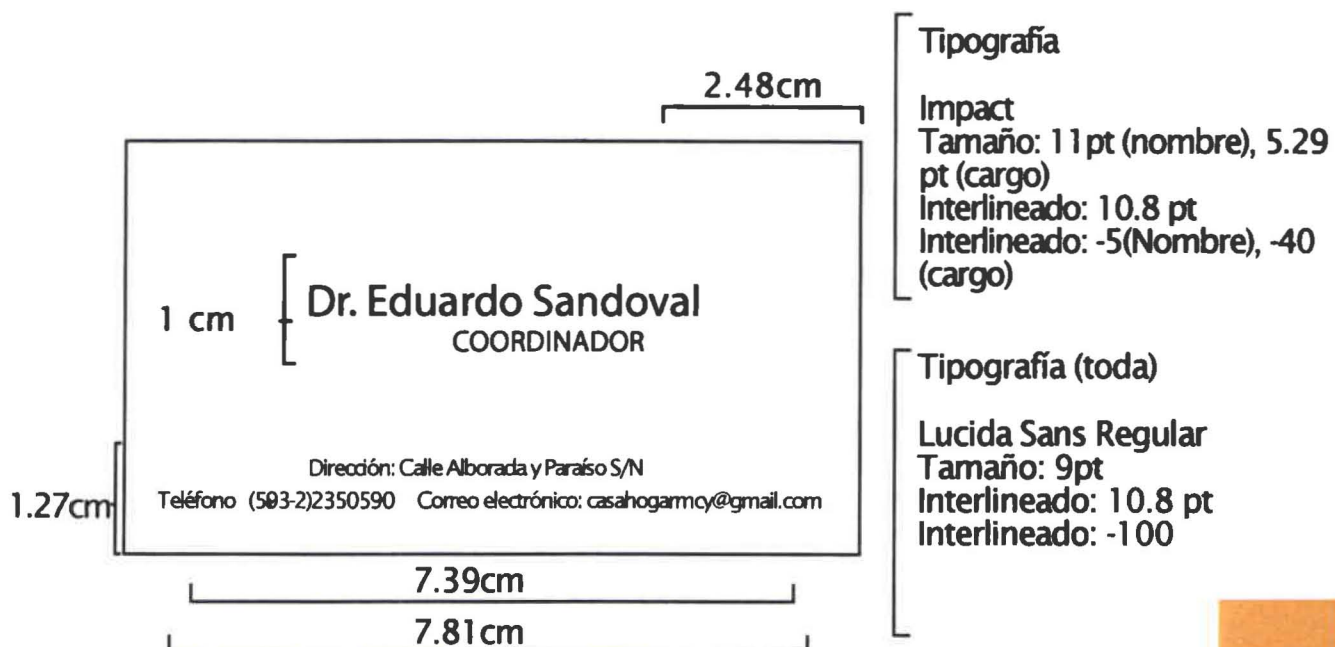 2.48cm
1 cm
Dr. Eduardo Sandoval
COORDINADOR
Dirección: Calle Alborada y Paraíso S/N
Teléfono (593-2)2350590 Correo electrónico: casahogarmcy@gmail.com
1.27cm
7.39cm
7.81cm
Tipografía
Impact
Tamaño: 11pt (nombre), 5.29
pt (cargo)
Interlineado: 10.8 pt
Interlineado: -5(Nombre), -40
(cargo)
Tipografía (toda)
Lucida Sans Regular
Tamaño: 9pt
Interlineado: 10.8 pt
Interlineado: -100